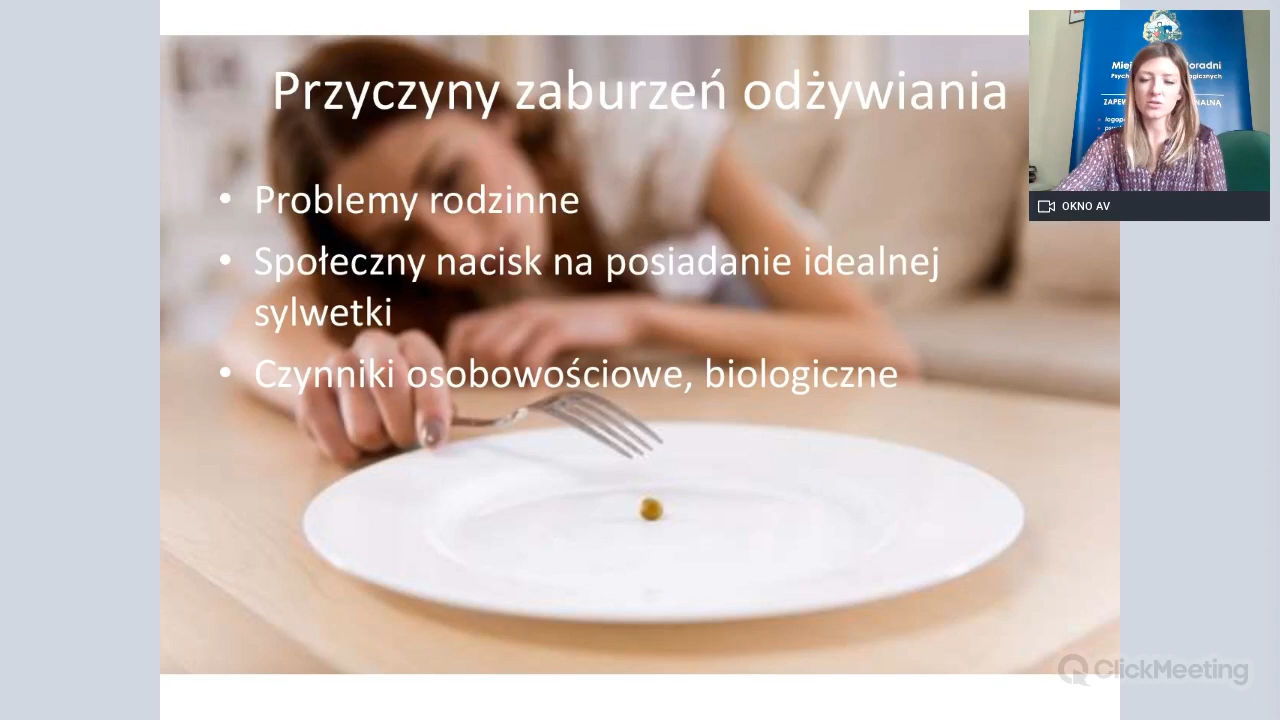 Przyczyny zaburzeń odżywiania
• Problemy rodzinne
• Społeczny nacisk na posiadanie idealnej
sylwetki
• Czynniki osobowościowe, biologiczne
OKNO AV
ClickMeeting